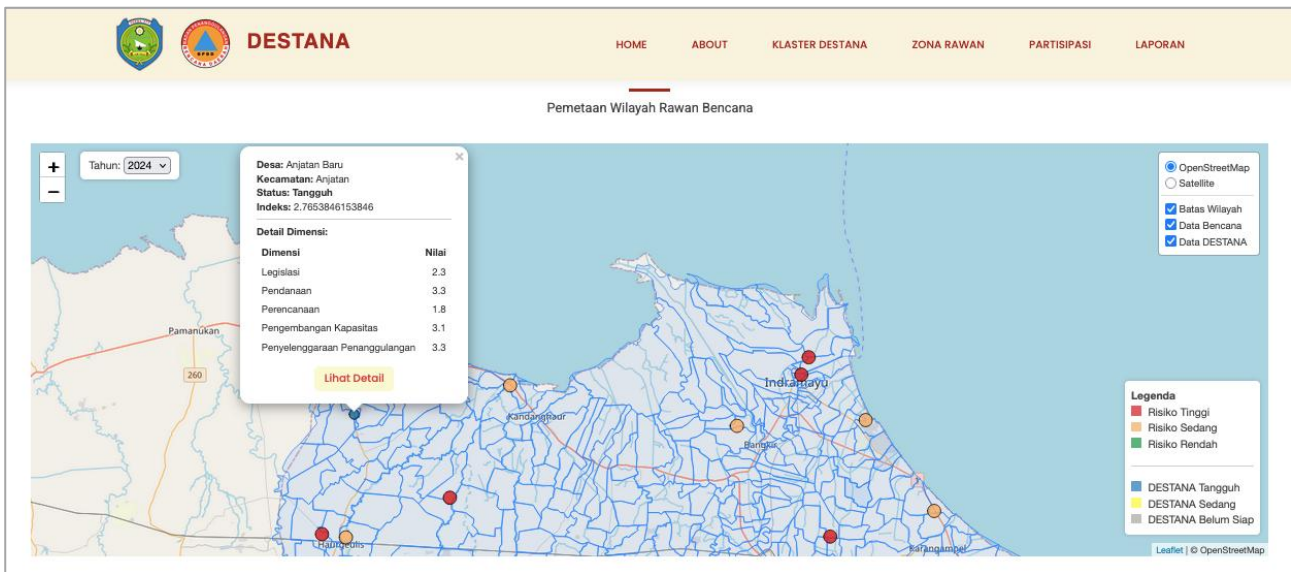 DESTANA
HOME
ABOUT
KLASTER DESTANA
ZONA RAWAN
PARTISIPASI
LAPORAN
Pemetaan Wilayah Rawan Bencana
+
−
Tahun: 2024
×
Desa: Anjatan Baru
Kecamatan: Anjatan
Status: Tangguh
Indeks: 2.7653846153846
Detail Dimensi:
Dimensi Nilai
Legislasi 2.3
Pendanaan 3.3
Perencanaan 1.8
Pengembangan Kapasitas 3.1
Penyelenggaraan Penanggulangan 3.3
Lihat Detail
OpenStreetMap
Satellite
Batas Wilayah
Data Bencana
Data DESTANA
Pamanukan
260
Kandanghaur
Indramayu
Bangkir
Haurgeulis
Karangampel
Legenda
Risiko Tinggi
Risiko Sedang
Risiko Rendah
DESTANA Tangguh
DESTANA Sedang
DESTANA Belum Siap
Leaflet | © OpenStreetMap